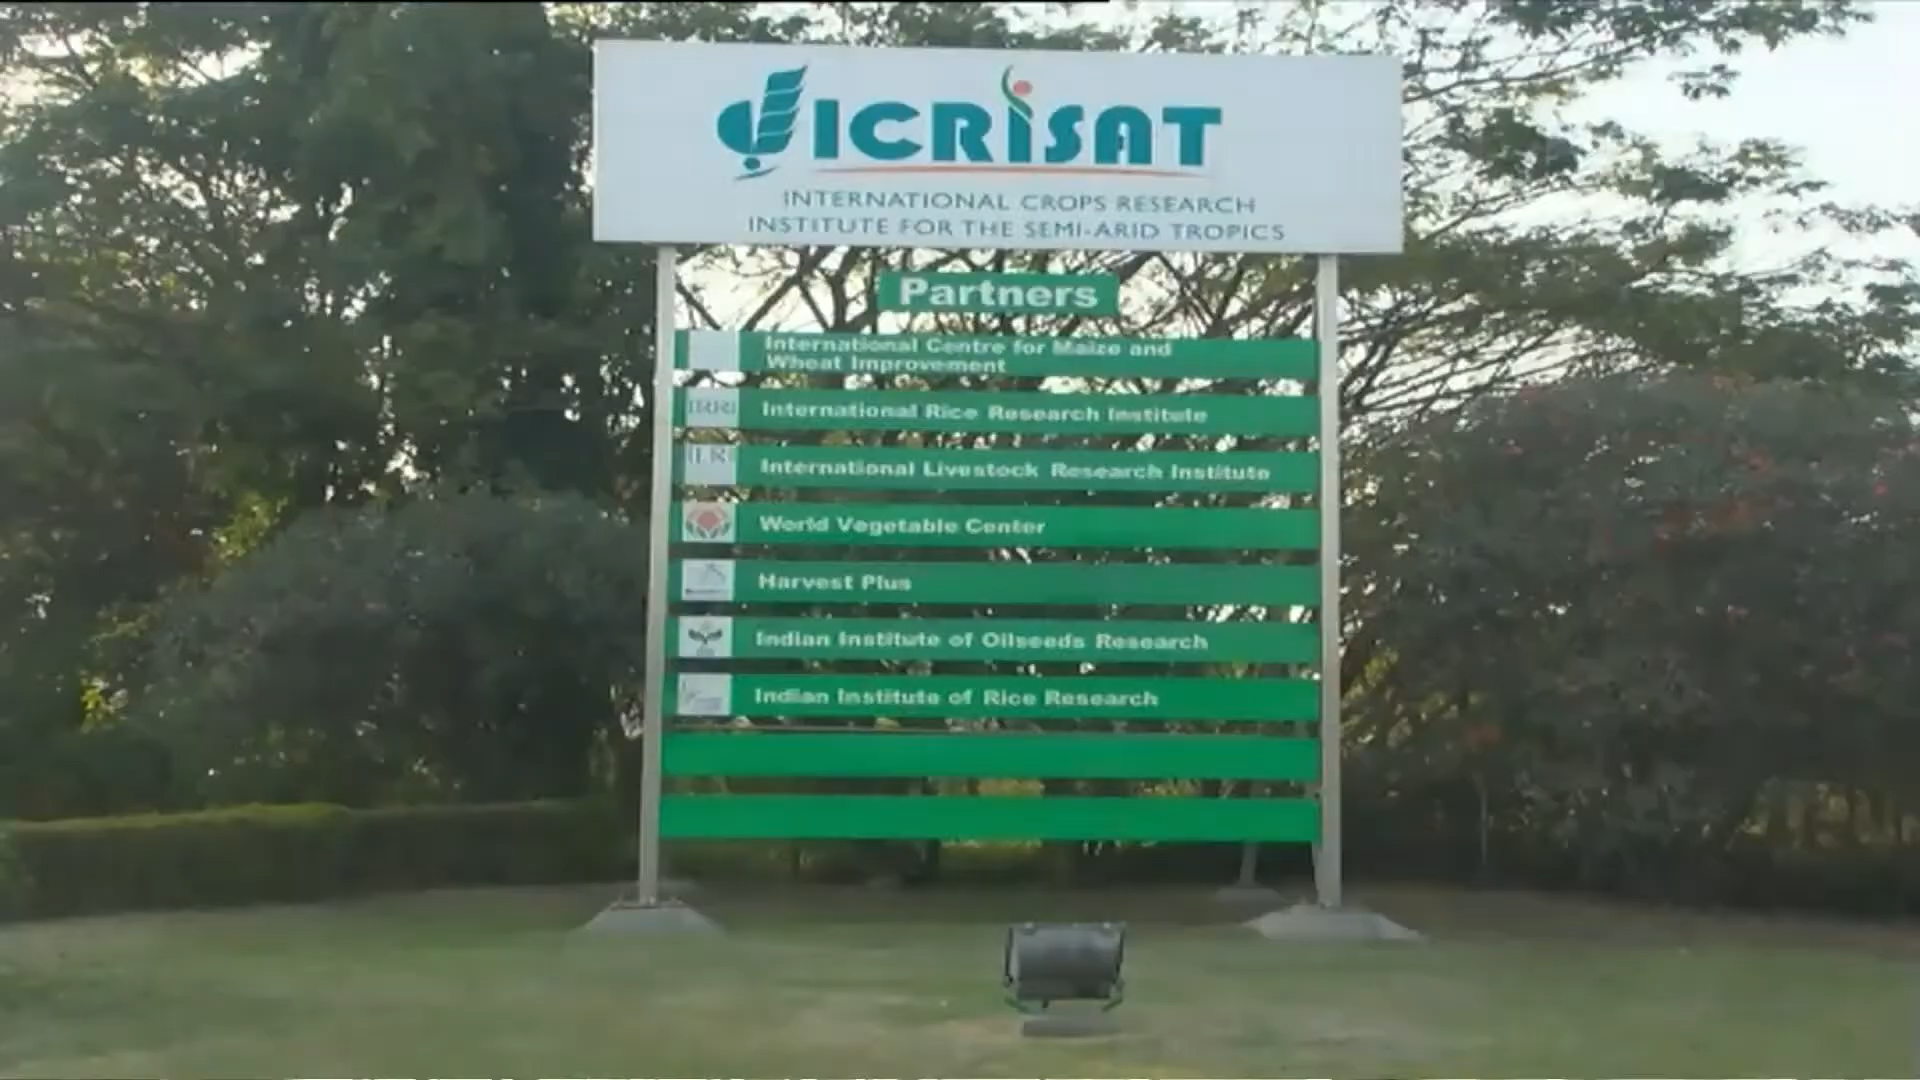 ICRISAT
INTERNATIONAL CROPS RESEARCH
INSTITUTE FOR THE SEMI-ARID TROPICS
Partners
International Centre for Maize and
Wheat Improvement
IRRI International Rice Research Institute
International Livestock Research Institute
World Vegetable Center
Harvest Plus
Indian Institute of Oilseeds Research
Indian Institute of Rice Research